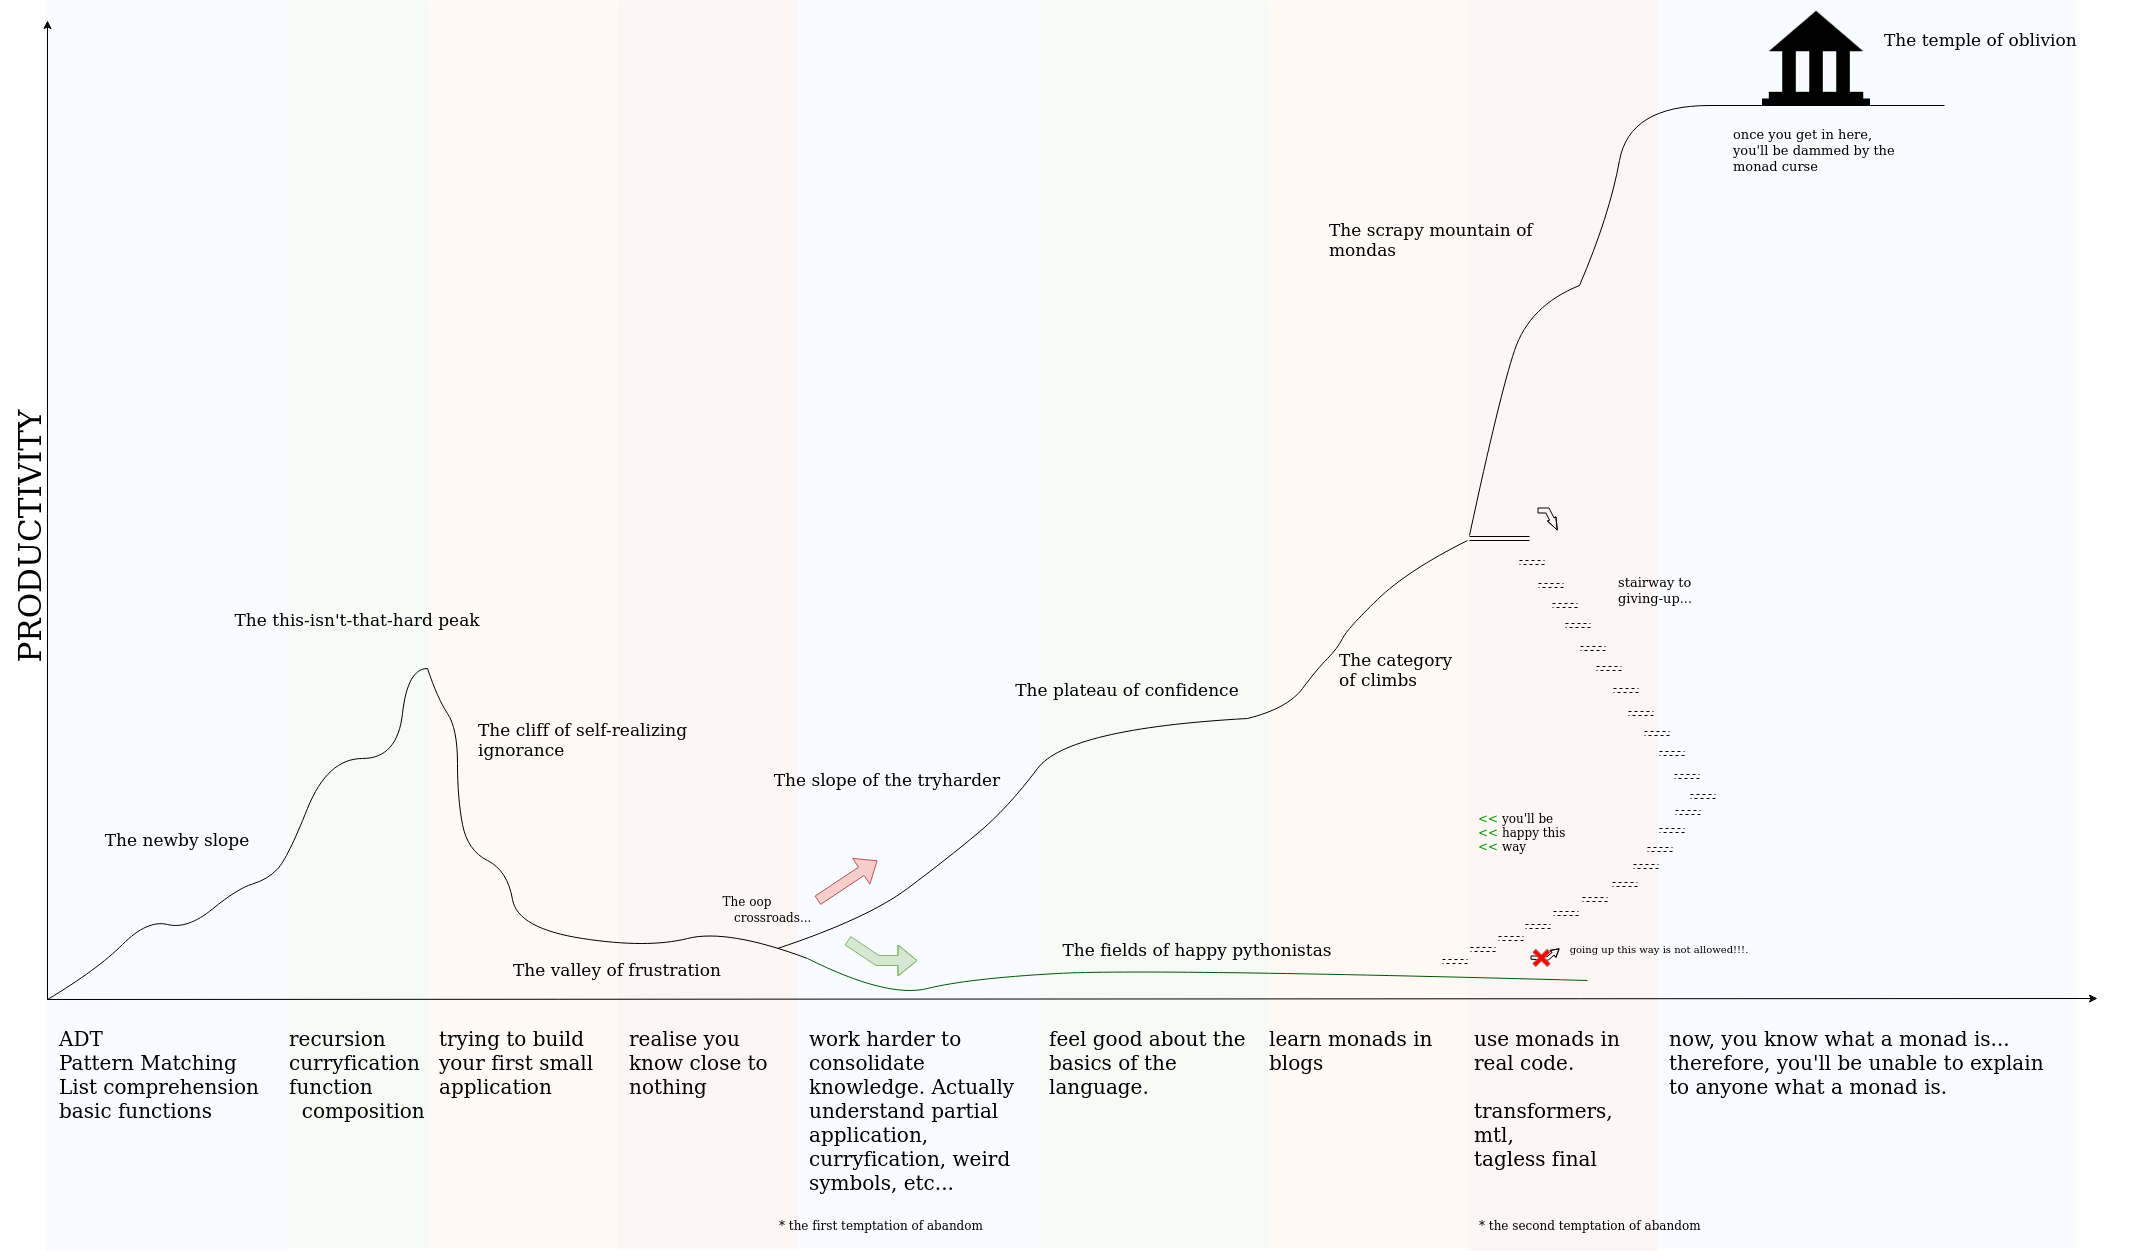 The temple of oblivion
once you get in here,
you'll be dammed by the
monad curse
The scrapy mountain of
mondas
PRODUCTIVITY
stairway to
giving-up...
The this-isn't-that-hard peak
The category
of climbs
The plateau of confidence
The cliff of self-realizing
ignorance
The slope of the tryharder
The newby slope
<< you'll be
<< happy this
<< way
The oop
crossroads...
The fields of happy pythonistas
going up this way is not allowed!!!.
The valley of frustration
ADT
Pattern Matching
List comprehension
basic functions
recursion
curryfication
function
composition
trying to build
your first small
application
realise you
know close to
nothing
work harder to
consolidate
knowledge. Actually
understand partial
application,
curryfication, weird
symbols, etc...
feel good about the
basics of the
language.
learn monads in
blogs
use monads in
real code.
transformers,
mtl,
tagless final
now, you know what a monad is...
therefore, you'll be unable to explain
to anyone what a monad is.
* the first temptation of abandom
* the second temptation of abandom